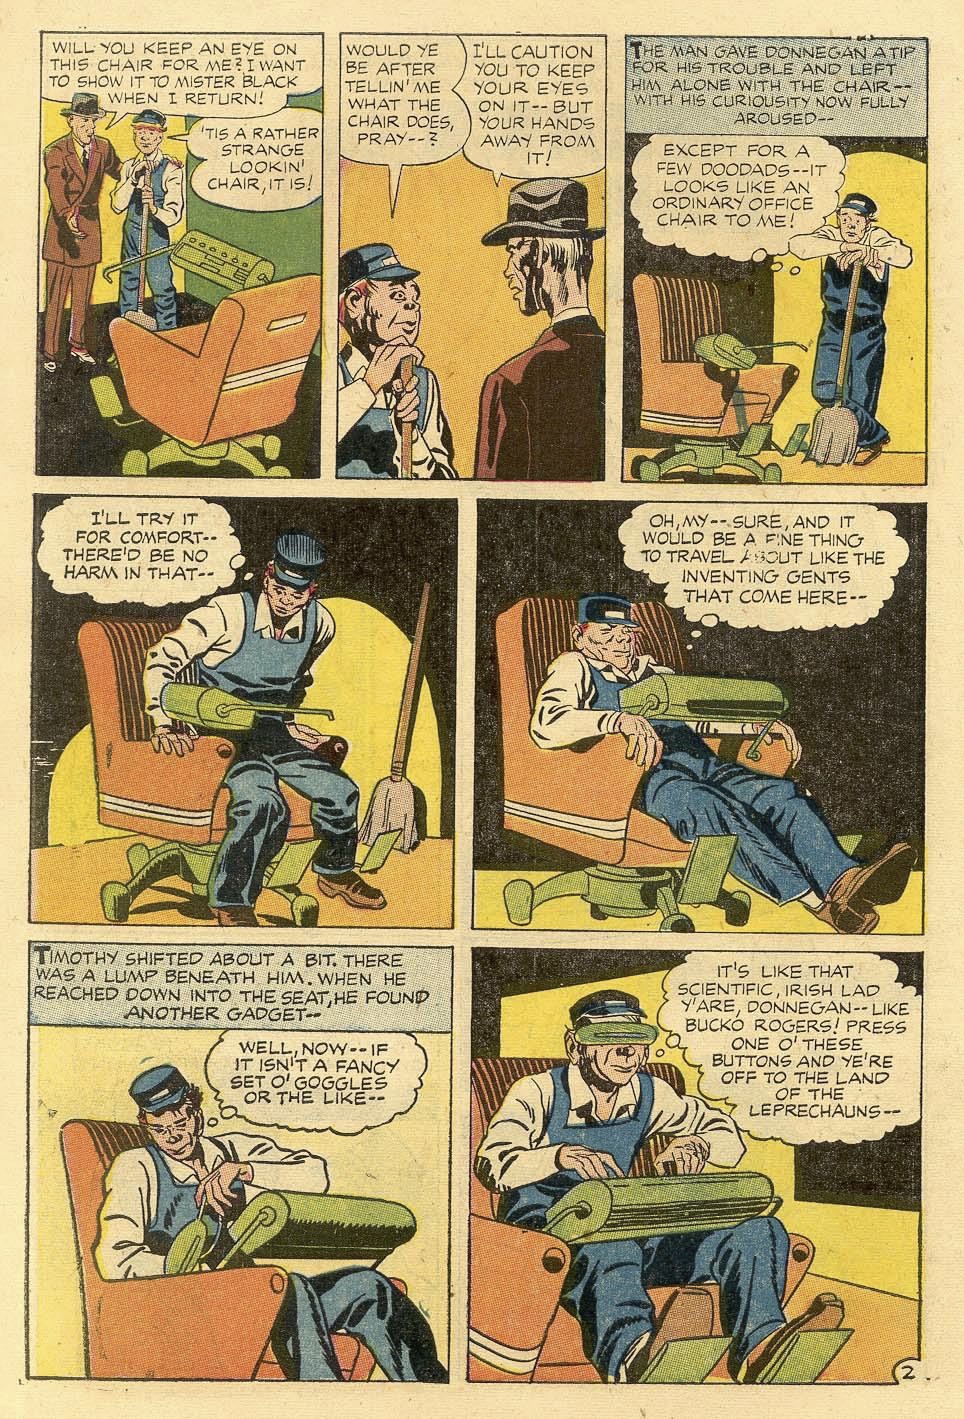 WILL YOU KEEP AN EYE ON
THIS CHAIR FOR ME? I WANT
TO SHOW IT TO MISTER BLACK
WHEN I RETURN!
'TIS A RATHER
STRANGE
LOOKIN'
CHAIR, IT IS!
WOULD YE
BE AFTER
TELLIN' ME
WHAT THE
CHAIR DOES,
PRAY--?
I'LL CAUTION
YOU TO KEEP
YOUR EYES
ON IT-- BUT
YOUR HANDS
AWAY FROM
IT!
THE MAN GAVE DONNEGAN A TIP
FOR HIS TROUBLE AND LEFT
HIM ALONE WITH THE CHAIR--
WITH HIS CURIOUSITY NOW FULLY
AROUSED--
EXCEPT FOR A
FEW DOODADS--IT
LOOKS LIKE AN
ORDINARY OFFICE
CHAIR TO ME!
I'LL TRY IT
FOR COMFORT--
THERE'D BE NO
HARM IN THAT--
OH, MY-- SURE, AND IT
WOULD BE A FINE THING
TO TRAVEL ABOUT LIKE THE
INVENTING GENTS
THAT COME HERE--
TIMOTHY SHIFTED ABOUT A BIT. THERE
WAS A LUMP BENEATH HIM. WHEN HE
REACHED DOWN INTO THE SEAT, HE FOUND
ANOTHER GADGET--
WELL, NOW--IF
IT ISN'T A FANCY
SET O' GOGGLES
OR THE LIKE--
IT'S LIKE THAT
SCIENTIFIC, IRISH LAD
Y'ARE, DONNEGAN-- LIKE
BUCKO ROGERS! PRESS
ONE O' THESE
BUTTONS AND YE'RE
OFF TO THE LAND
OF THE
LEPRECHAUNS--
2